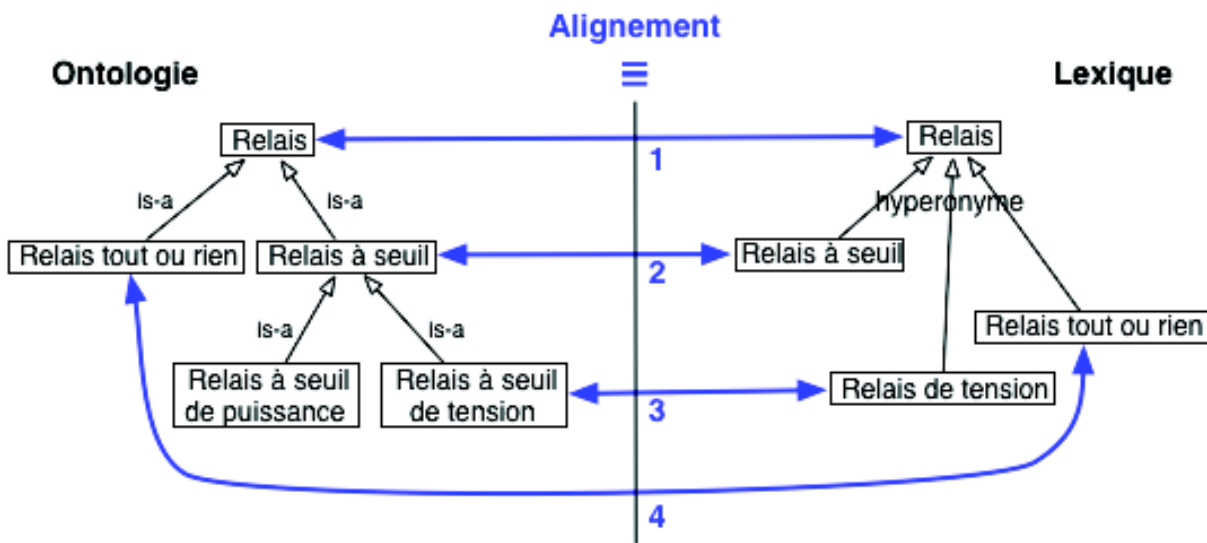 Alignement
Ontologie
≡
Lexique
Relais
Relais
1
Is-a
Is-a
hyperonyme
Relais tout ou rien
Relais à seuil
Relais à seuil
2
Relais tout ou rien
Is-a
Is-a
Relais à seuil
de puissance
Relais à seuil
de tension
Relais de tension
3
4